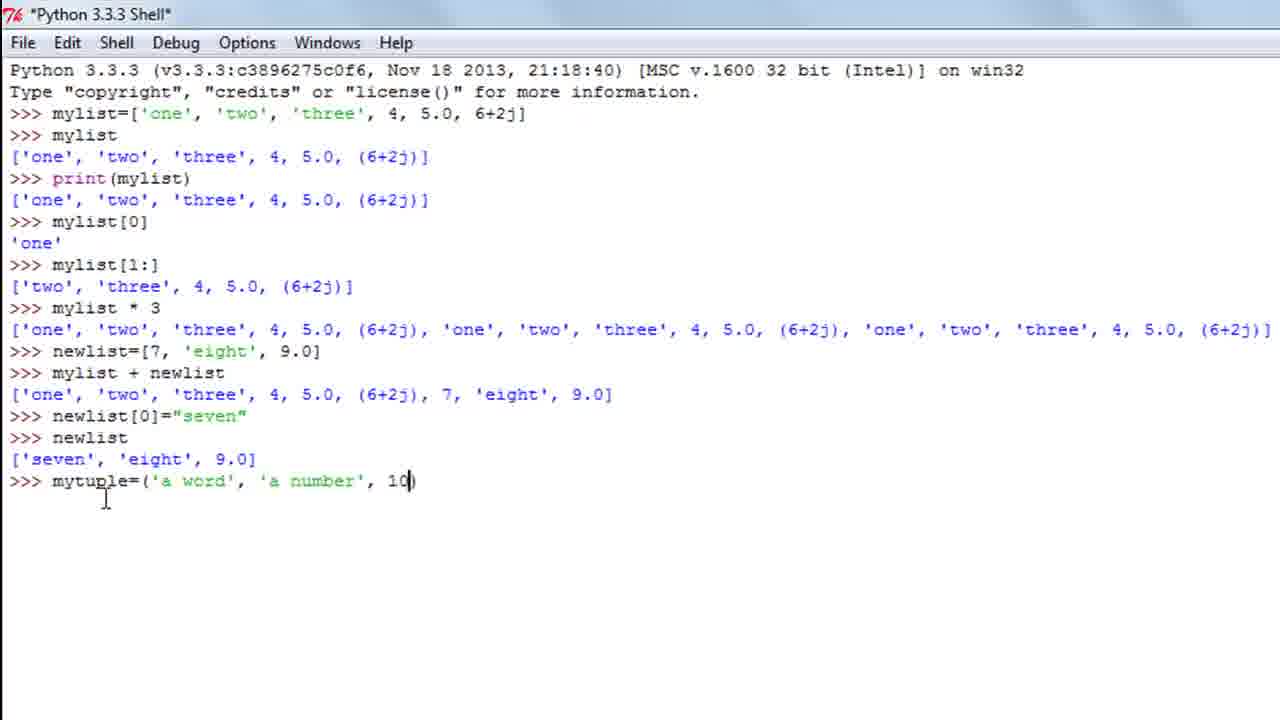 *Python 3.3.3 Shell*
File Edit Shell Debug Options Windows Help
Python 3.3.3 (v3.3.3:c3896275c0f6, Nov 18 2013, 21:18:40) [MSC v.1600 32 bit (Intel)] on win32
Type "copyright", "credits" or "license()" for more information.
>>> mylist=['one', 'two', 'three', 4, 5.0, 6+2j]
>>> mylist
['one', 'two', 'three', 4, 5.0, (6+2j)]
>>> print(mylist)
['one', 'two', 'three', 4, 5.0, (6+2j)]
>>> mylist[0]
'one'
>>> mylist[1:]
['two', 'three', 4, 5.0, (6+2j)]
>>> mylist * 3
['one', 'two', 'three', 4, 5.0, (6+2j), 'one', 'two', 'three', 4, 5.0, (6+2j), 'one', 'two', 'three', 4, 5.0, (6+2j)]
>>> newlist=[7, 'eight', 9.0]
>>> mylist + newlist
['one', 'two', 'three', 4, 5.0, (6+2j), 7, 'eight', 9.0]
>>> newlist[0]="seven"
>>> newlist
['seven', 'eight', 9.0]
>>> mytuple=('a word', 'a number', 10)